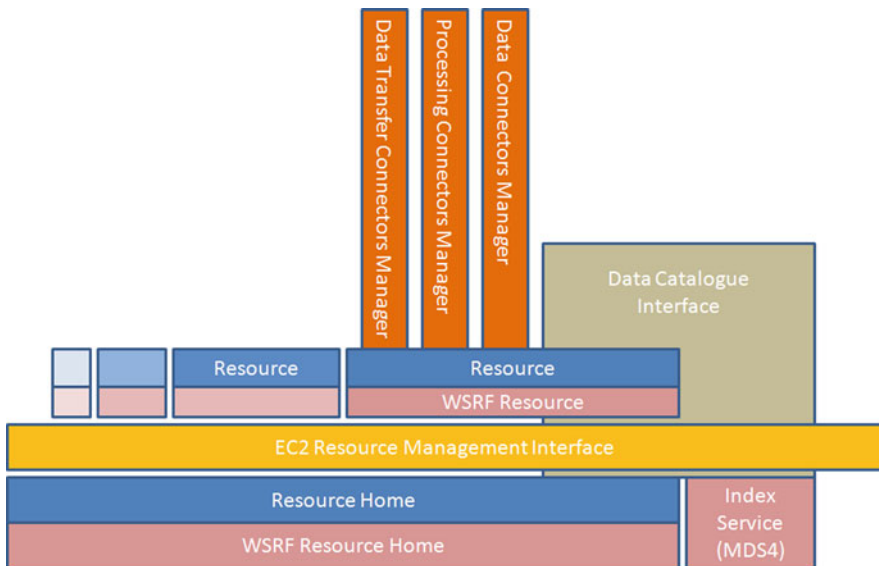 Data Transfer Connectors Manager
Processing Connectors Manager
Data Connectors Manager
Data Catalogue
Interface
Resource
Resource
WSRF Resource
EC2 Resource Management Interface
Resource Home
WSRF Resource Home
Index
Service
(MDS4)